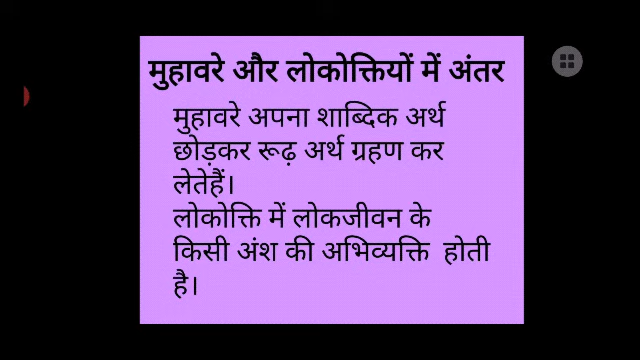 मुहावरे और लोकोक्तियों में अंतर
मुहावरे अपना शाब्दिक अर्थ
छोड़कर रूढ़ अर्थ ग्रहण कर
लेतेहैं।
लोकोक्ति में लोकजीवन के
किसी अंश की अभिव्यक्ति होती
है।